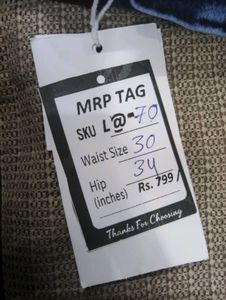 MRP TAG
SKU L@-70
Waist Size 30
Hip 34
(inches) Rs. 799/
Thanks For Choosing